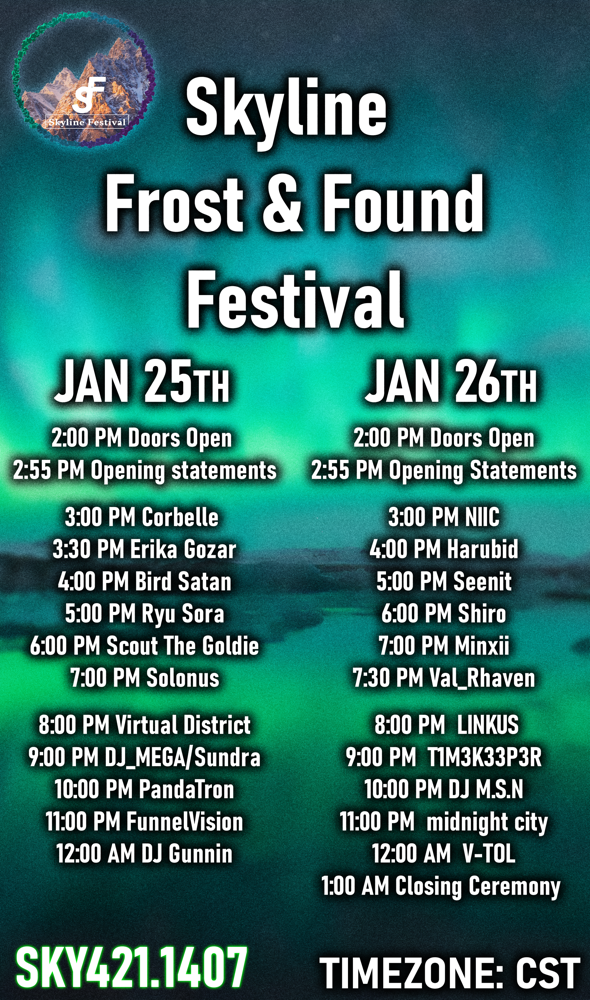 SF
Skyline Festival
Skyline
Frost & Found
Festival
JAN 25TH
2:00 PM Doors Open
2:55 PM Opening statements
3:00 PM Corbelle
3:30 PM Erika Gozar
4:00 PM Bird Satan
5:00 PM Ryu Sora
6:00 PM Scout The Goldie
7:00 PM Solonus
8:00 PM Virtual District
9:00 PM DJ_MEGA/Sundra
10:00 PM PandaTron
11:00 PM FunnelVision
12:00 AM DJ Gunnin
JAN 26TH
2:00 PM Doors Open
2:55 PM Opening Statements
3:00 PM NIIC
4:00 PM Harubid
5:00 PM Seenit
6:00 PM Shiro
7:00 PM Minxii
7:30 PM Val_Rhaven
8:00 PM LINKUS
9:00 PM T1M3K33P3R
10:00 PM DJ M.S.N
11:00 PM midnight city
12:00 AM V-TOL
1:00 AM Closing Ceremony
SKY421.1407
TIMEZONE: CST